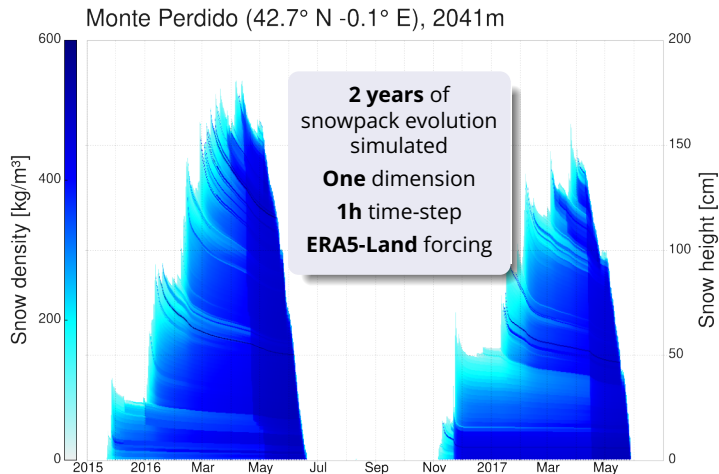 Monte Perdido (42.7° N -0.1° E), 2041m
600
400
200
0
Snow density [kg/m³]
2 years of
snowpack evolution
simulated
One dimension
1h time-step
ERA5-Land forcing
200
150
100
50
0
Snow height [cm]
2015 2016 Mar May Jul Sep Nov 2017 Mar May